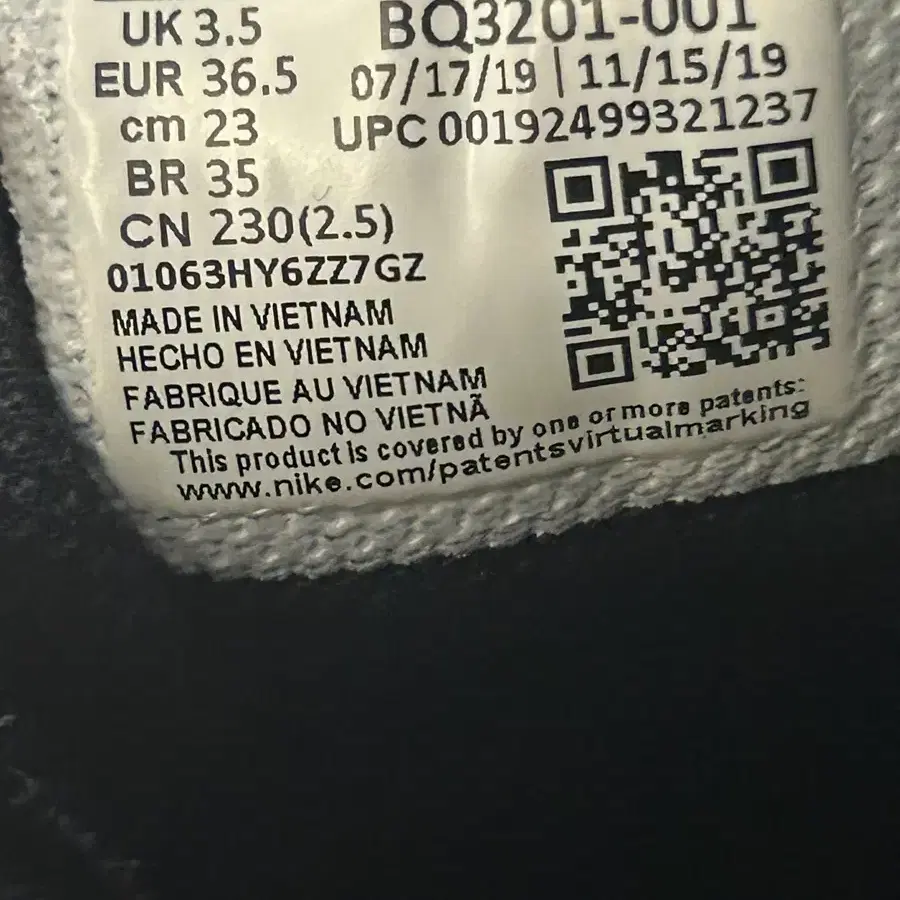 UK 3.5
EUR 36.5
cm 23
BR 35
CN 230(2.5)
BQ3201-001
07/17/19 | 11/15/19
UPC 00192499321237
01063HY6ZZ7GZ
MADE IN VIETNAM
HECHO EN VIETNAM
FABRIQUE AU VIETNAM
FABRICADO NO VIETNÃ
This product is covered by one or more patents:
www.nike.com/patentsvirtualmarking